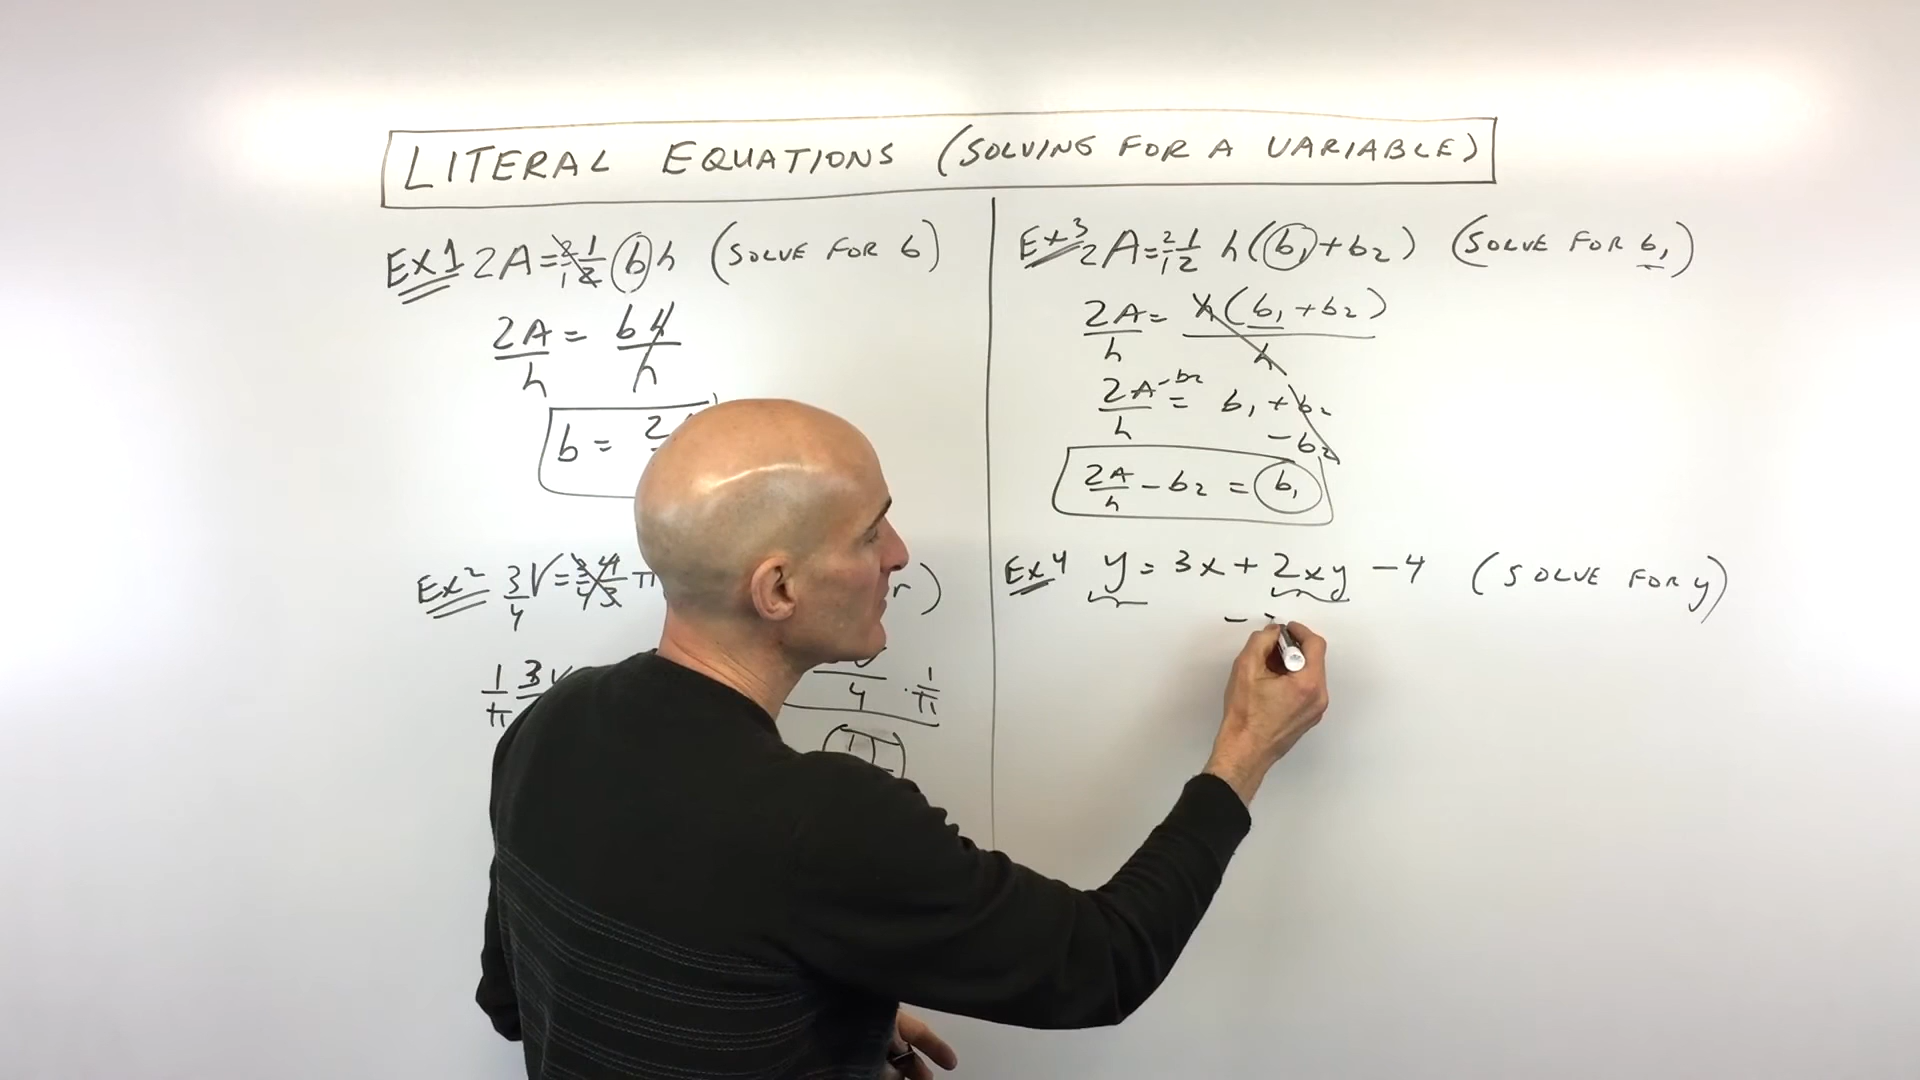 LITERAL EQUATIONS (SOLVING FOR A VARIABLE)
Ex1 2A = 2/1 1/2 b h (SOLVE FOR b)
2A/h = bh/h
b = 2
Ex2 3/4 V = 3/4 4/3 π r)
1/π 3V
4 · 1/π
Ex3 2A = 2/1 1/2 h(b₁+b₂) (SOLVE FOR b₁)
2A/h = h(b₁+b₂)/h
2A/h -b₂ = b₁ + b₂
-b₂
2A/h - b₂ = b₁
Ex4 y = 3x + 2xy - 4 (SOLVE FOR y)
-